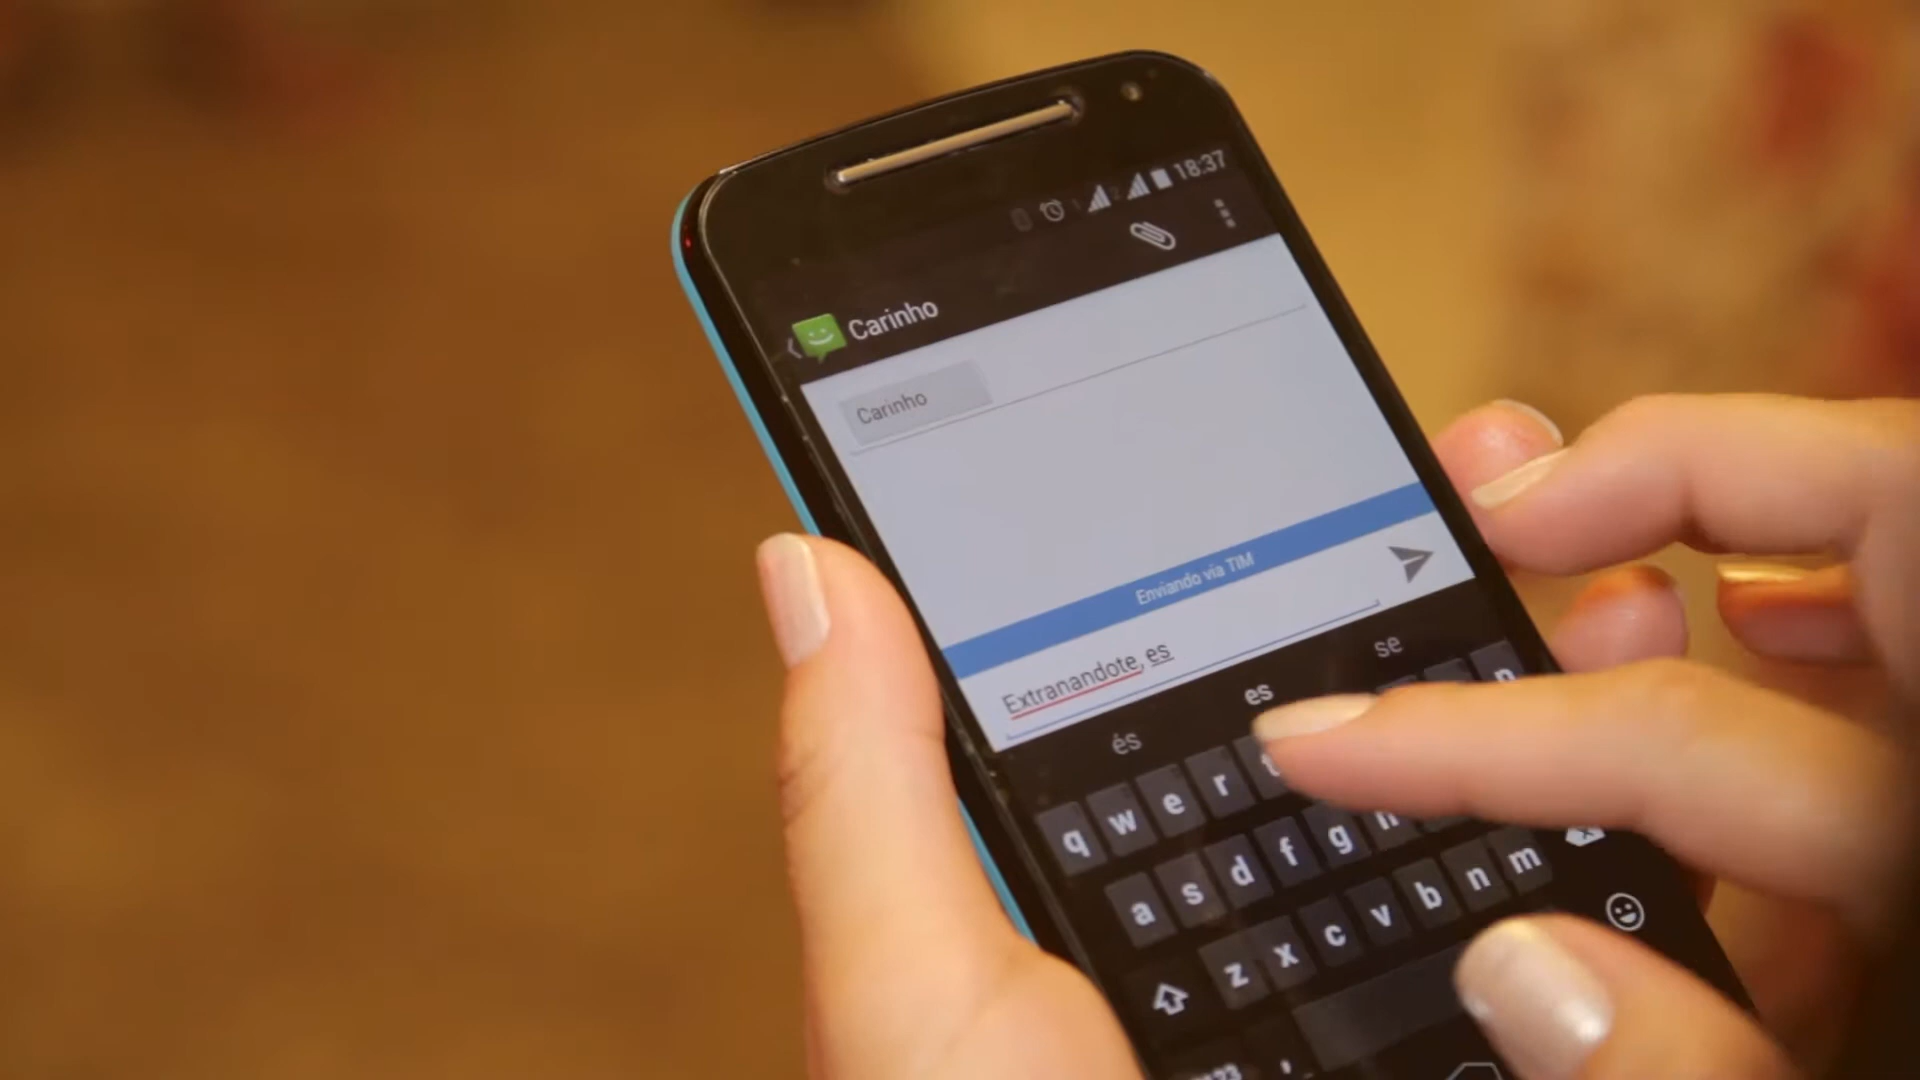 18:37
Carinho
Carinho
Enviando via TIM
Extranandote, es
és es se
q w e r t
a s d f g h
z x c v b n m